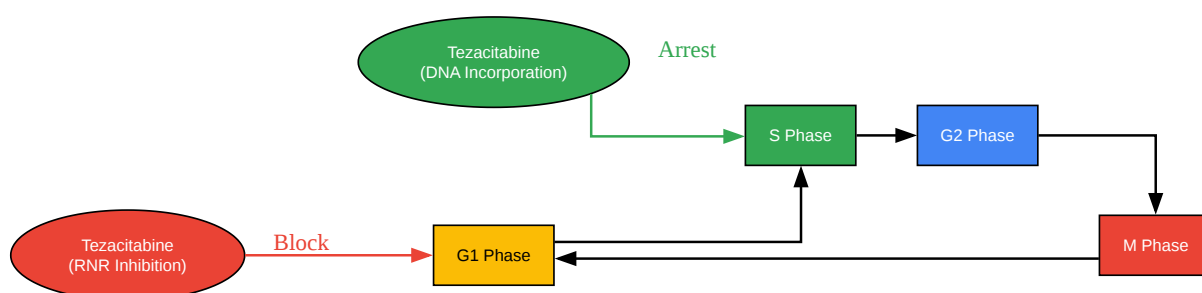 Tezacitabine
(DNA Incorporation)
Arrest
S Phase
G2 Phase
M Phase
Tezacitabine
(RNR Inhibition)
Block
G1 Phase